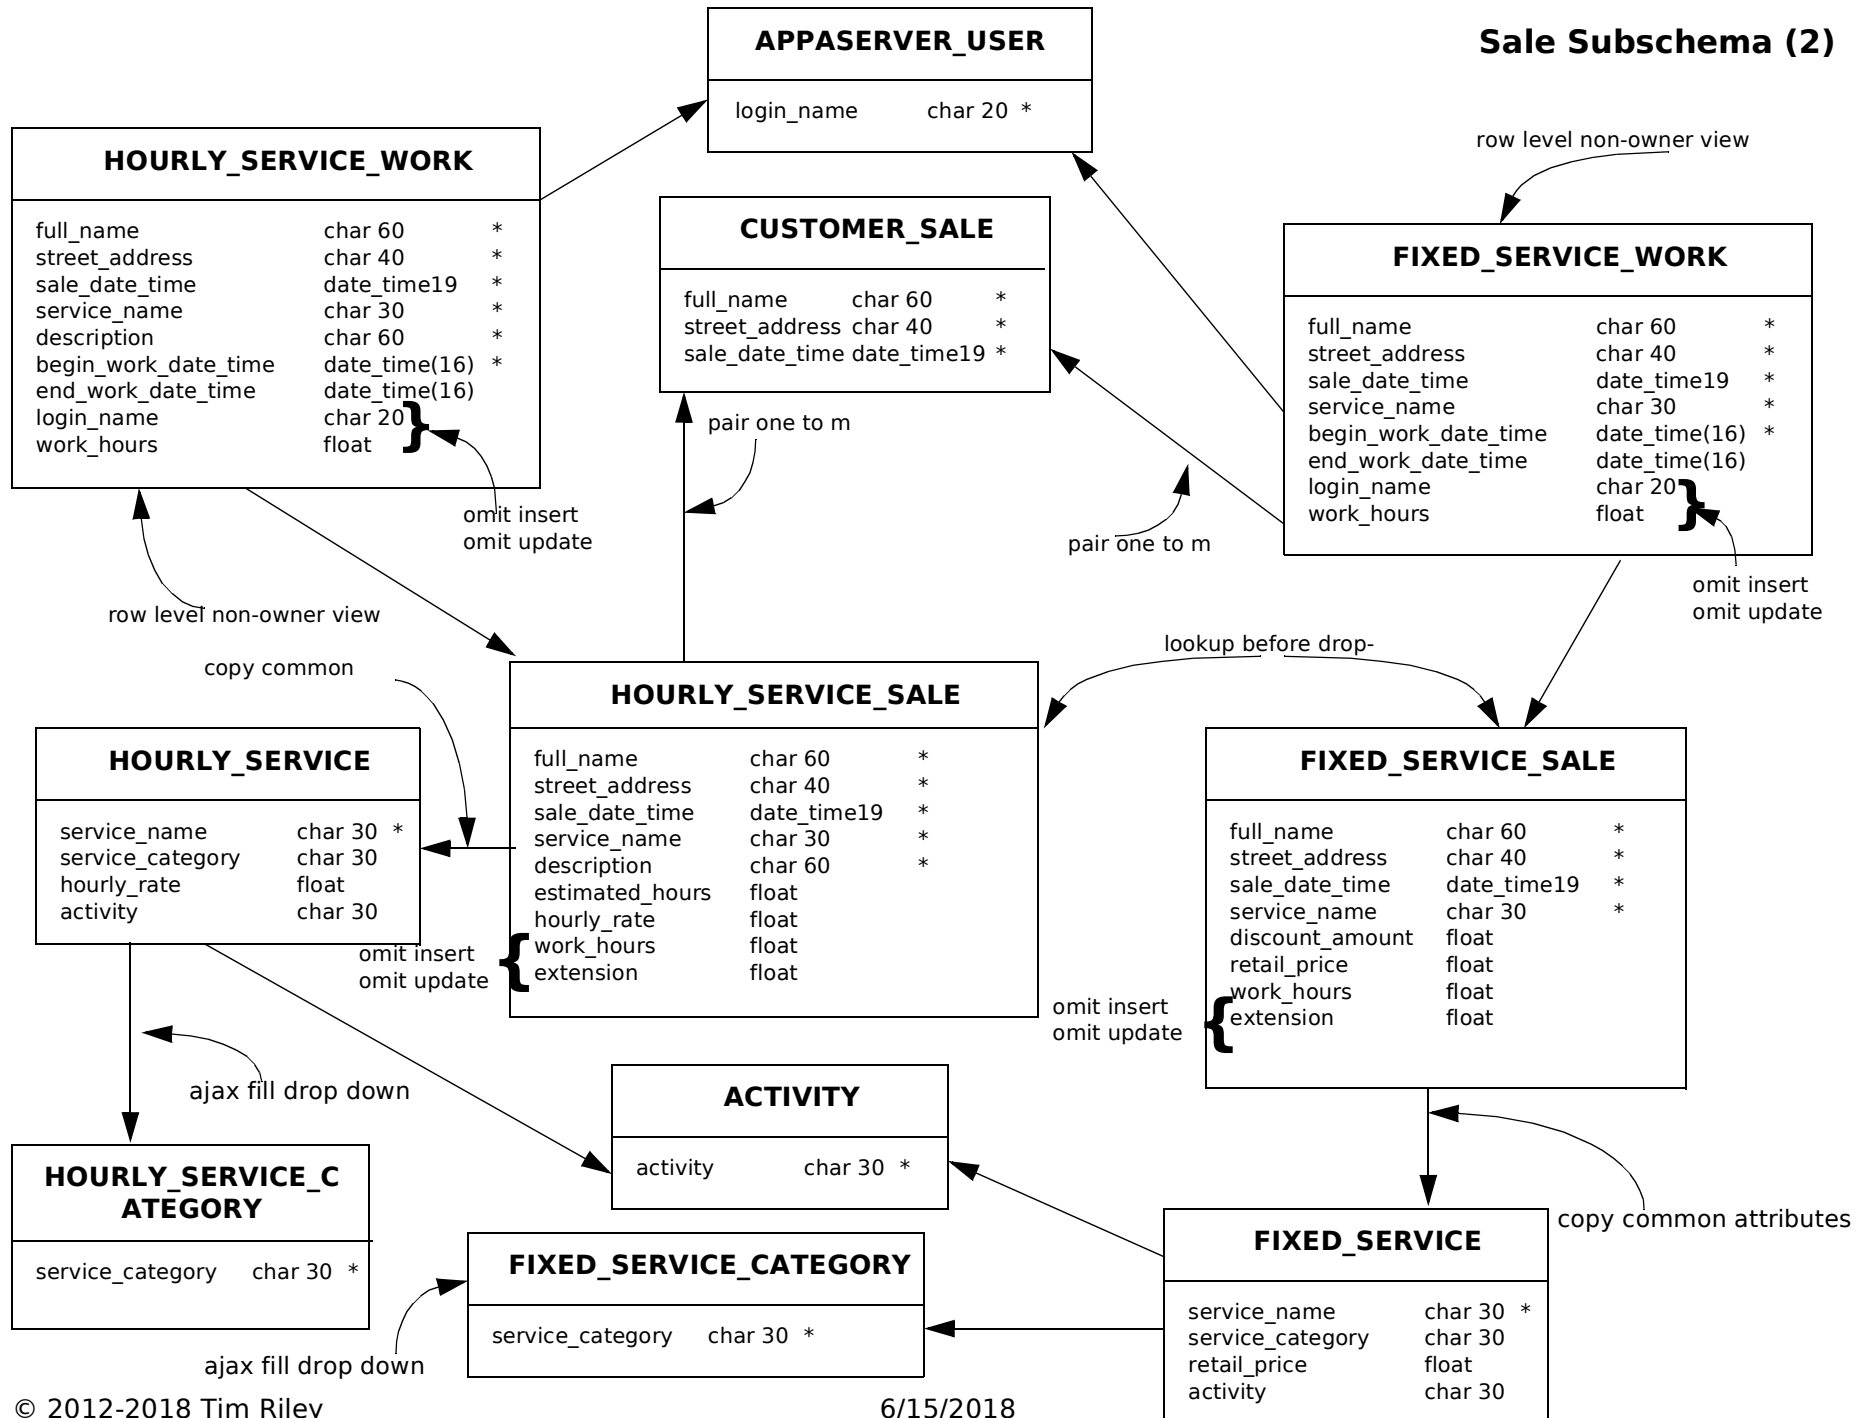 Sale Subschema (2)
APPASERVER_USER
login_name char 20 *
HOURLY_SERVICE_WORK
full_name char 60 *
street_address char 40 *
sale_date_time date_time19 *
service_name char 30 *
description char 60 *
begin_work_date_time date_time(16) *
end_work_date_time date_time(16)
login_name char 20
work_hours float
}
omit insert
omit update
row level non-owner view
CUSTOMER_SALE
full_name char 60 *
street_address char 40 *
sale_date_time date_time19 *
pair one to m
row level non-owner view
FIXED_SERVICE_WORK
full_name char 60 *
street_address char 40 *
sale_date_time date_time19 *
service_name char 30 *
begin_work_date_time date_time(16) *
end_work_date_time date_time(16)
login_name char 20
work_hours float
}
omit insert
omit update
pair one to m
lookup before drop-
copy common
HOURLY_SERVICE_SALE
full_name char 60 *
street_address char 40 *
sale_date_time date_time19 *
service_name char 30 *
description char 60 *
estimated_hours float
hourly_rate float
work_hours float
extension float
{
omit insert
omit update
HOURLY_SERVICE
service_name char 30 *
service_category char 30
hourly_rate float
activity char 30
FIXED_SERVICE_SALE
full_name char 60 *
street_address char 40 *
sale_date_time date_time19 *
service_name char 30 *
discount_amount float
retail_price float
work_hours float
extension float
{
omit insert
omit update
ajax fill drop down
ACTIVITY
activity char 30 *
HOURLY_SERVICE_C
ATEGORY
service_category char 30 *
FIXED_SERVICE_CATEGORY
service_category char 30 *
ajax fill drop down
copy common attributes
FIXED_SERVICE
service_name char 30 *
service_category char 30
retail_price float
activity char 30
© 2012-2018 Tim Riley
6/15/2018